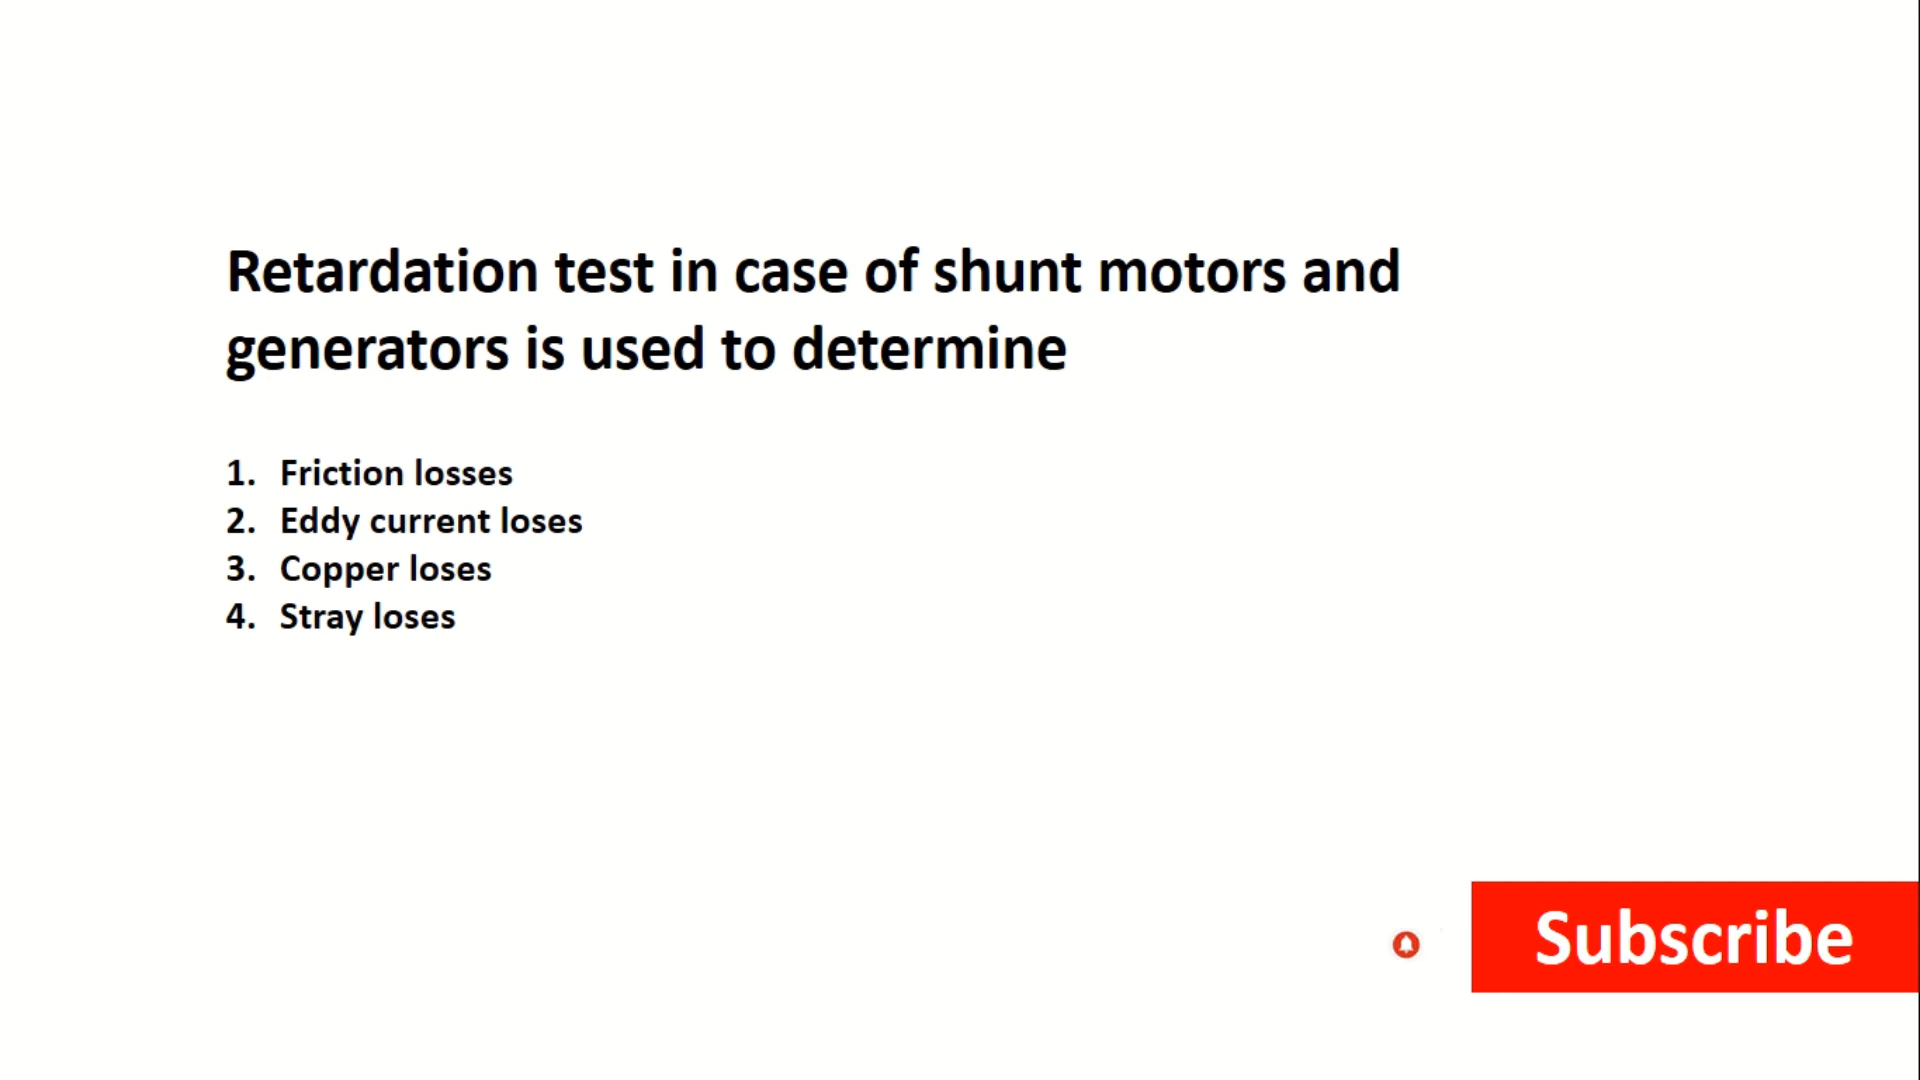 Retardation test in case of shunt motors and
generators is used to determine
1. Friction losses
2. Eddy current loses
3. Copper loses
4. Stray loses
Subscribe